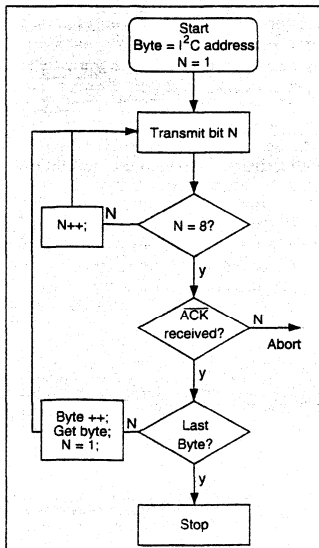 Start
Byte = I²C address
N = 1
Transmit bit N
N++;
N
N = 8?
y
ACK
received?
N
Abort
y
Byte ++;
Get byte;
N = 1;
N
Last
Byte?
y
Stop